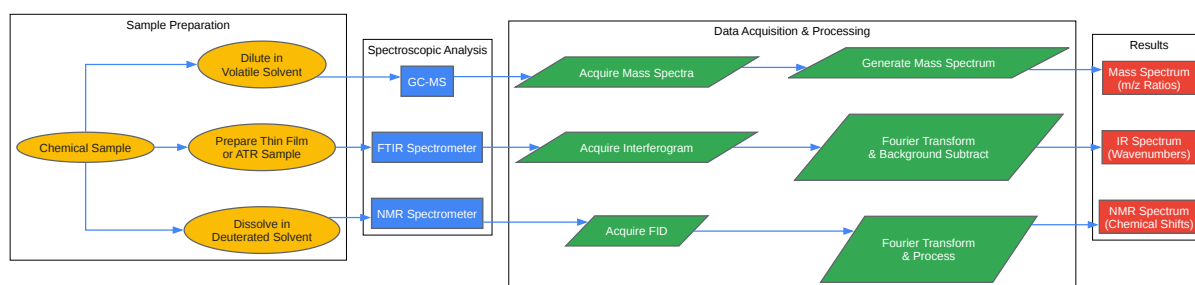 Sample Preparation
Chemical Sample
Dilute in
Volatile Solvent
Prepare Thin Film
or ATR Sample
Dissolve in
Deuterated Solvent
Spectroscopic Analysis
GC-MS
FTIR Spectrometer
NMR Spectrometer
Data Acquisition & Processing
Acquire Mass Spectra
Generate Mass Spectrum
Acquire Interferogram
Fourier Transform
& Background Subtract
Acquire FID
Fourier Transform
& Process
Results
Mass Spectrum
(m/z Ratios)
IR Spectrum
(Wavenumbers)
NMR Spectrum
(Chemical Shifts)